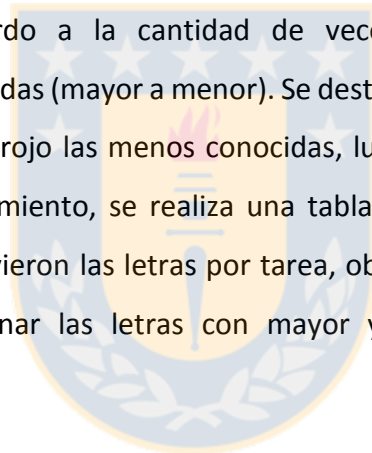 rdo a la cantidad de vec
das (mayor a menor). Se dest
rojo las menos conocidas, lu
miento, se realiza una tabla
vieron las letras por tarea, ob
nar las letras con mayor y